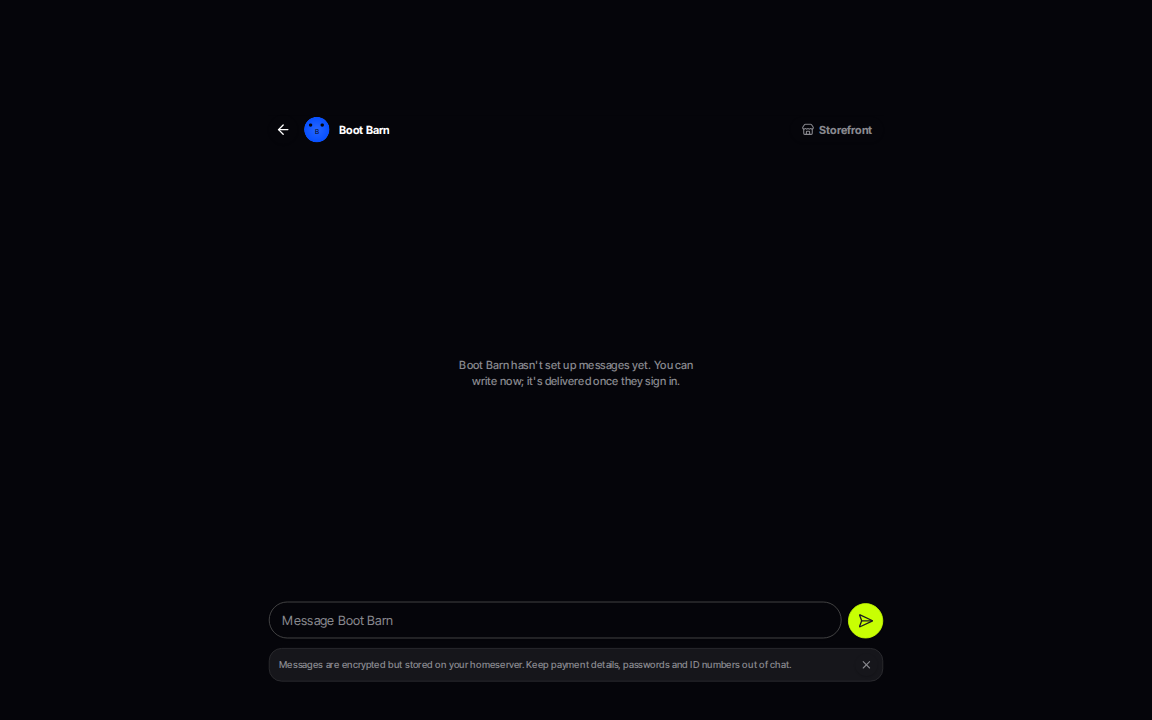 Boot Barn
Storefront
Boot Barn hasn't set up messages yet. You can
write now; it's delivered once they sign in.
Message Boot Barn
Messages are encrypted but stored on your homeserver. Keep payment details, passwords and ID numbers out of chat.